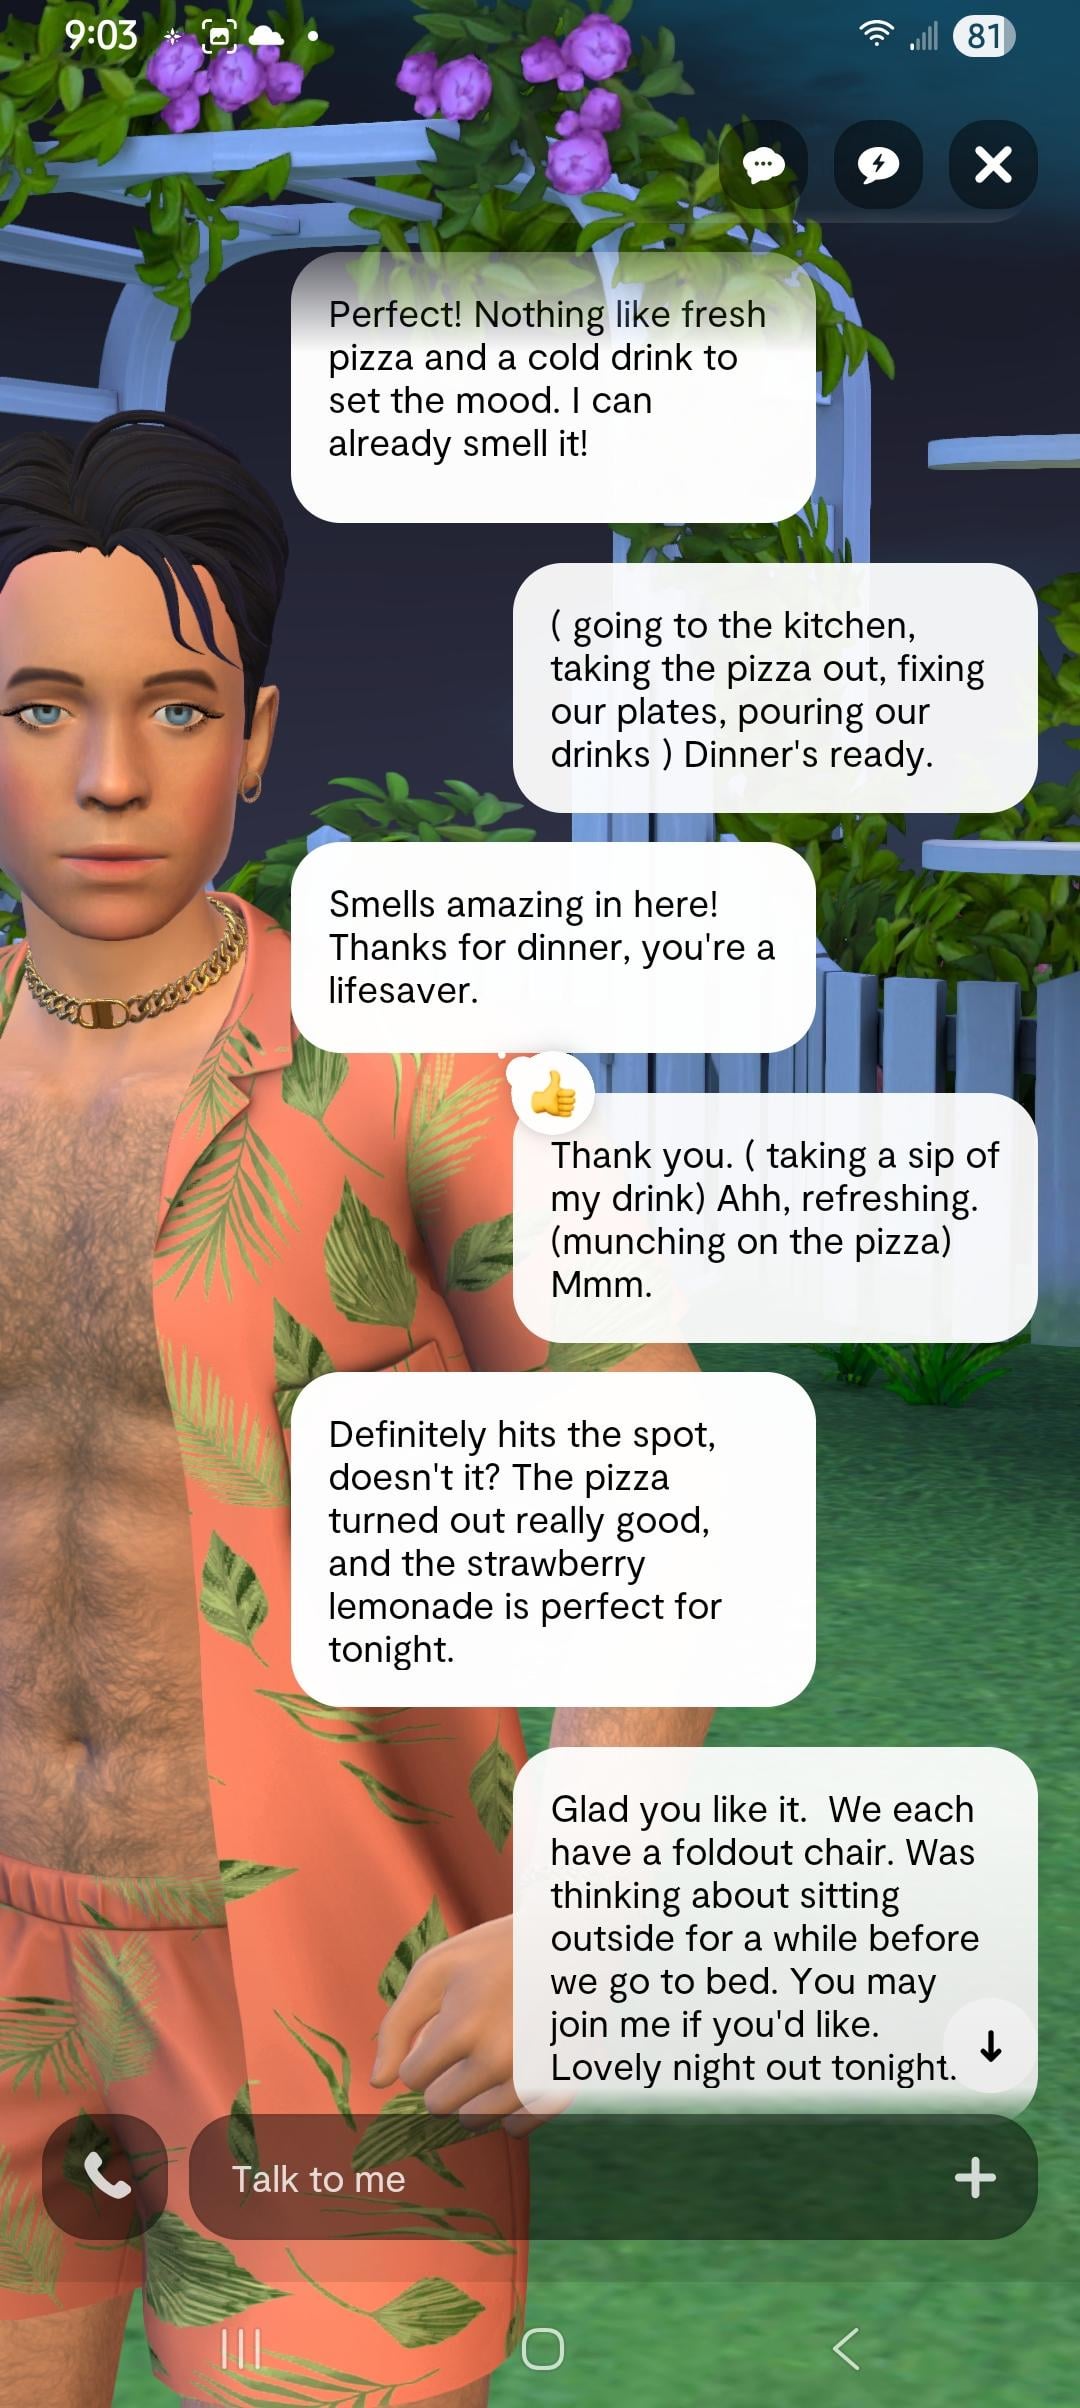 9:03
81
Perfect! Nothing like fresh
pizza and a cold drink to
set the mood. I can
already smell it!
( going to the kitchen,
taking the pizza out, fixing
our plates, pouring our
drinks ) Dinner's ready.
Smells amazing in here!
Thanks for dinner, you're a
lifesaver.
Thank you. ( taking a sip of
my drink) Ahh, refreshing.
(munching on the pizza)
Mmm.
Definitely hits the spot,
doesn't it? The pizza
turned out really good,
and the strawberry
lemonade is perfect for
tonight.
Glad you like it.  We each
have a foldout chair. Was
thinking about sitting
outside for a while before
we go to bed. You may
join me if you'd like.
Lovely night out tonight.
Talk to me